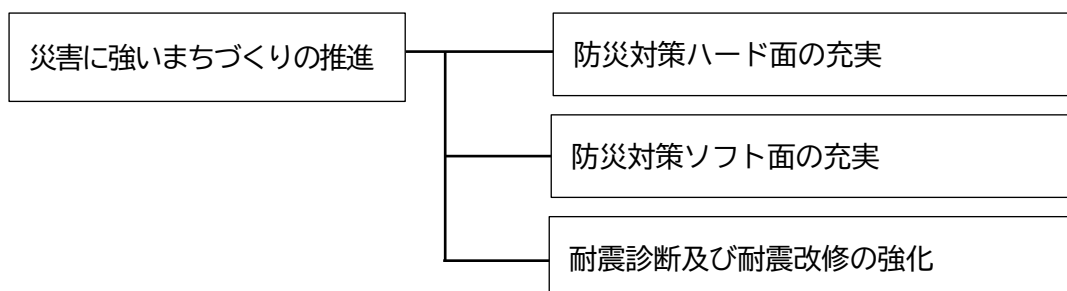 災害に強いまちづくりの推進
防災対策ハード面の充実
防災対策ソフト面の充実
耐震診断及び耐震改修の強化